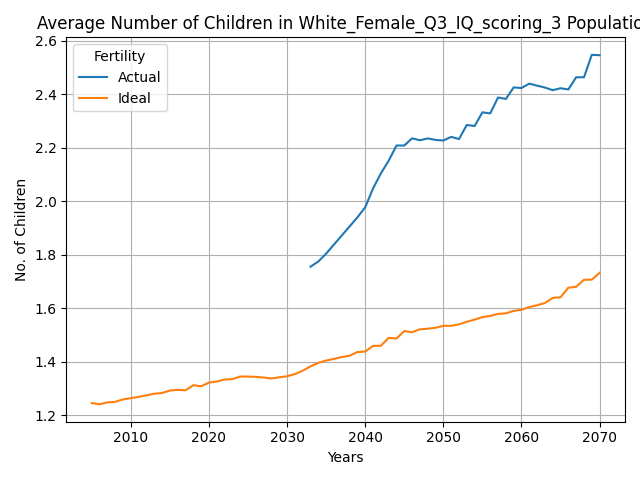 Average Number of Children in White_Female_Q3_IQ_scoring_3 Populatio
2.6
2.4
2.2
2.0
1.8
1.6
1.4
1.2
No. of Children
Fertility
Actual
Ideal
2010 2020 2030 2040 2050 2060 2070
Years